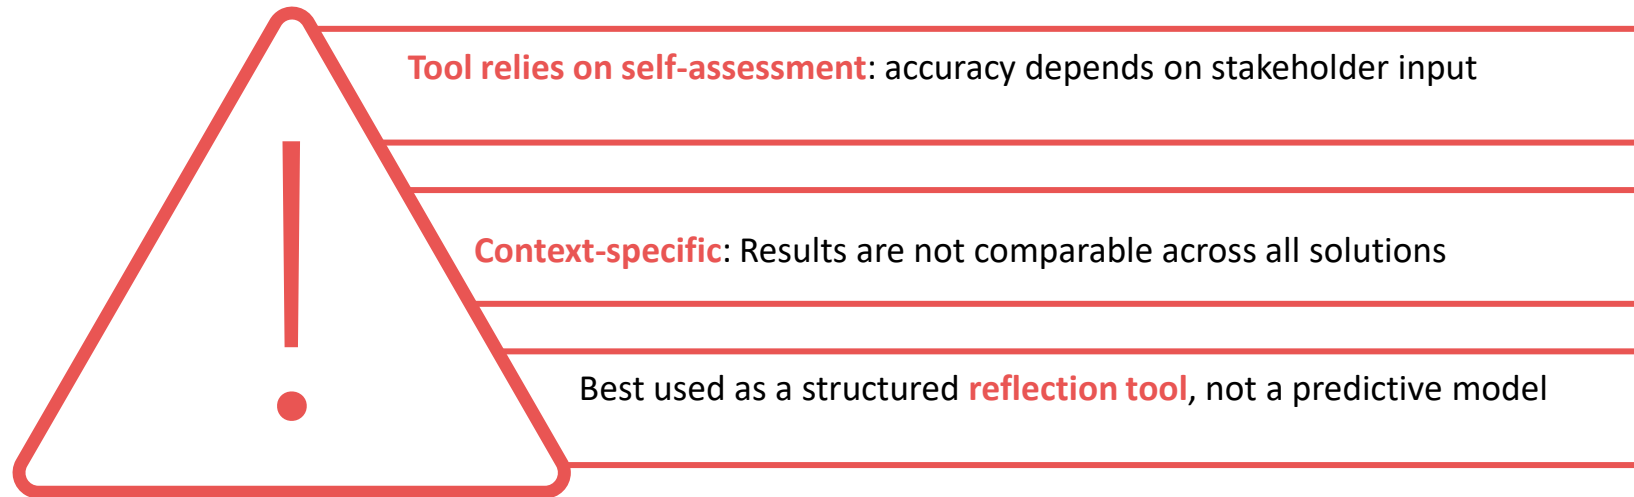 Tool relies on self-assessment: accuracy depends on stakeholder input
Context-specific: Results are not comparable across all solutions
Best used as a structured reflection tool, not a predictive model